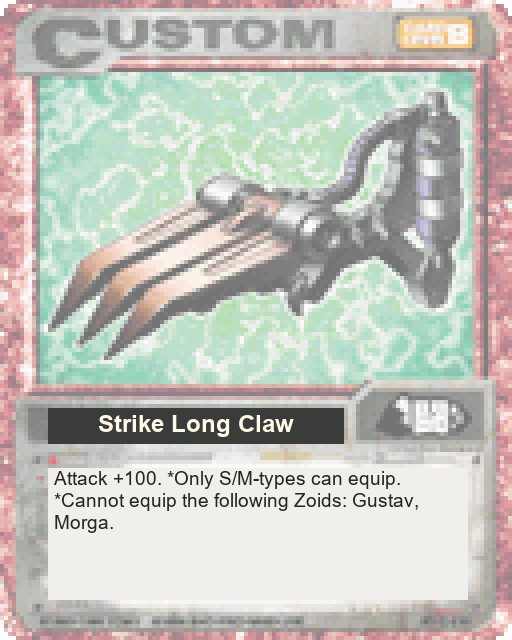 CUSTOM
B
Strike Long Claw
Attack +100. *Only S/M-types can equip.
*Cannot equip the following Zoids: Gustav,
Morga.